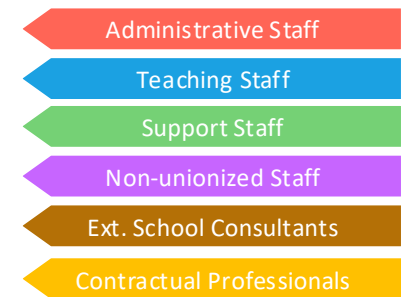 Administrative Staff
Teaching Staff
Support Staff
Non-unionized Staff
Ext. School Consultants
Contractual Professionals